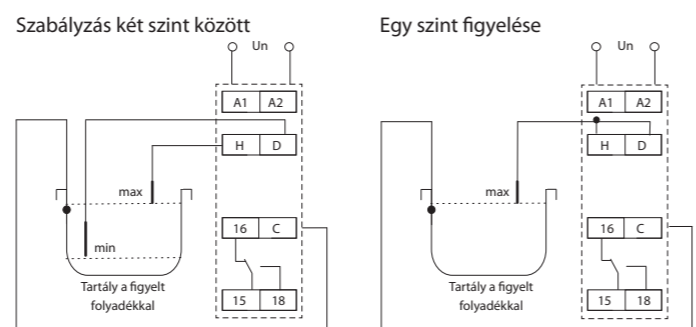 Szabályzás két szint között
Un
A1 A2
H D
max
min
16 C
Tartály a figyelt
folyadékkal
15 18
Egy szint figyelése
Un
A1 A2
H D
max
16 C
Tartály a figyelt
folyadékkal
15 18